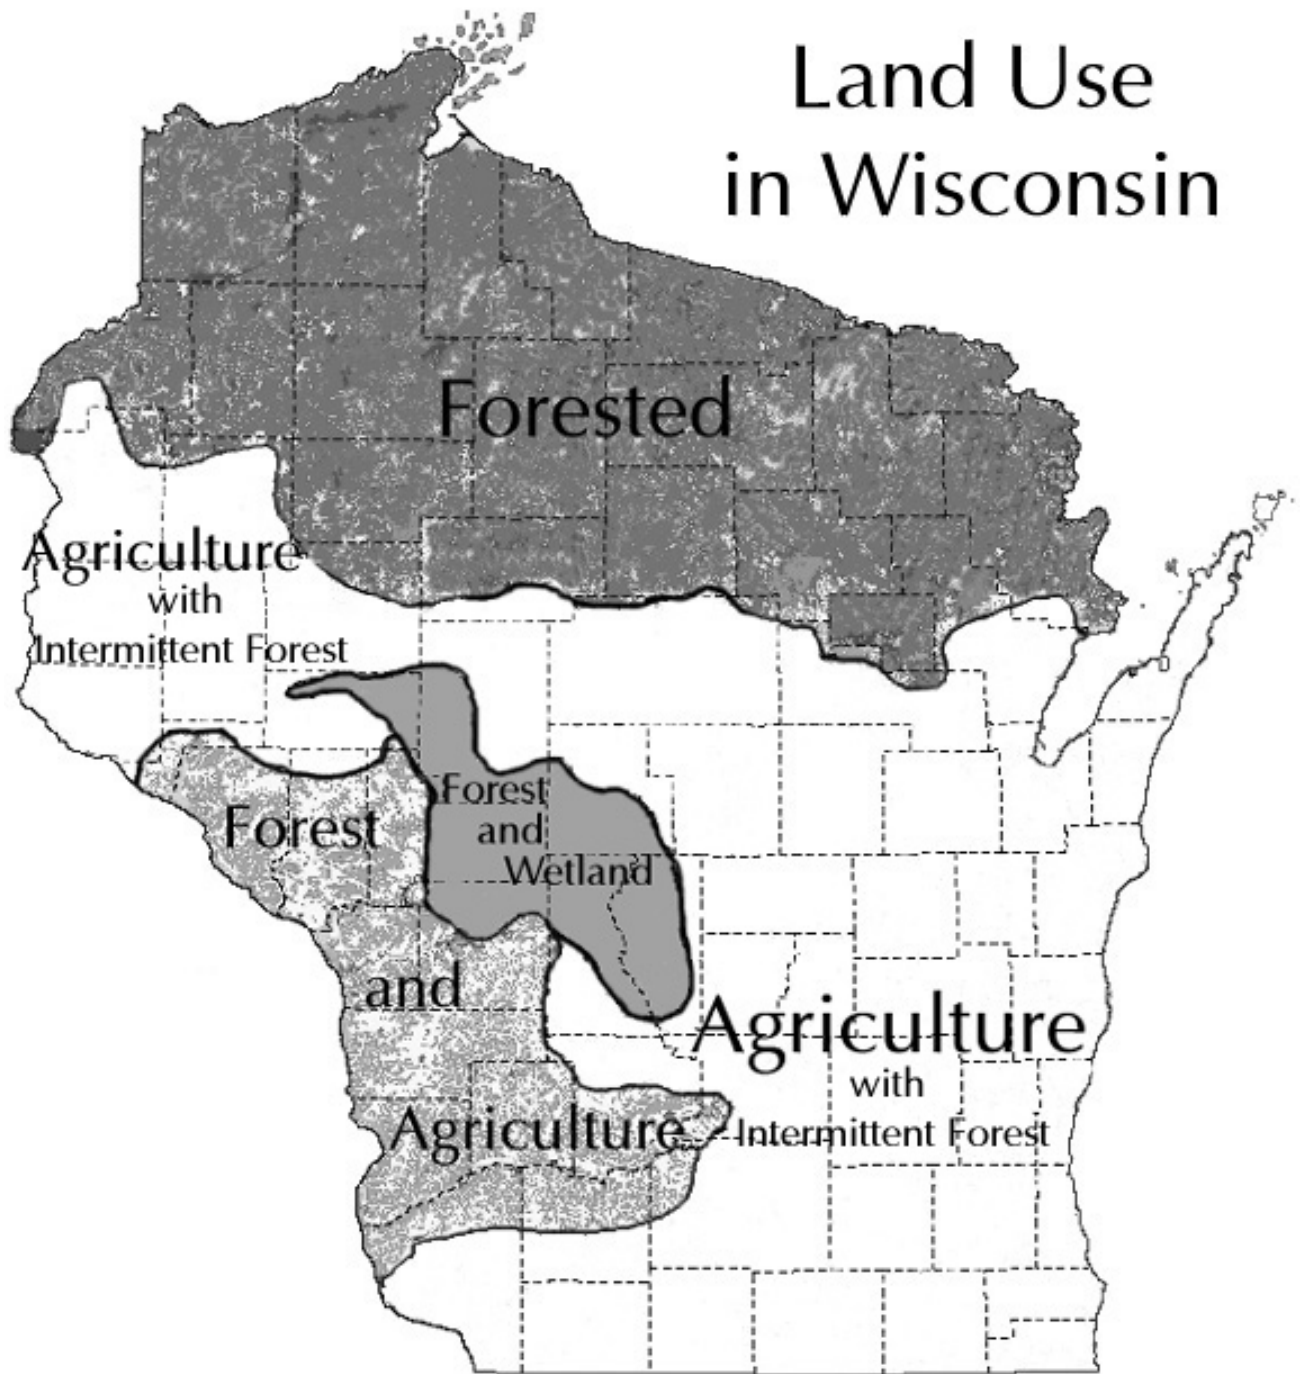 Land Use
in Wisconsin
Forested
Agriculture
with
Intermittent Forest
Forest
and
Wetland
Forest
and
Agriculture
Agriculture
with
Intermittent Forest